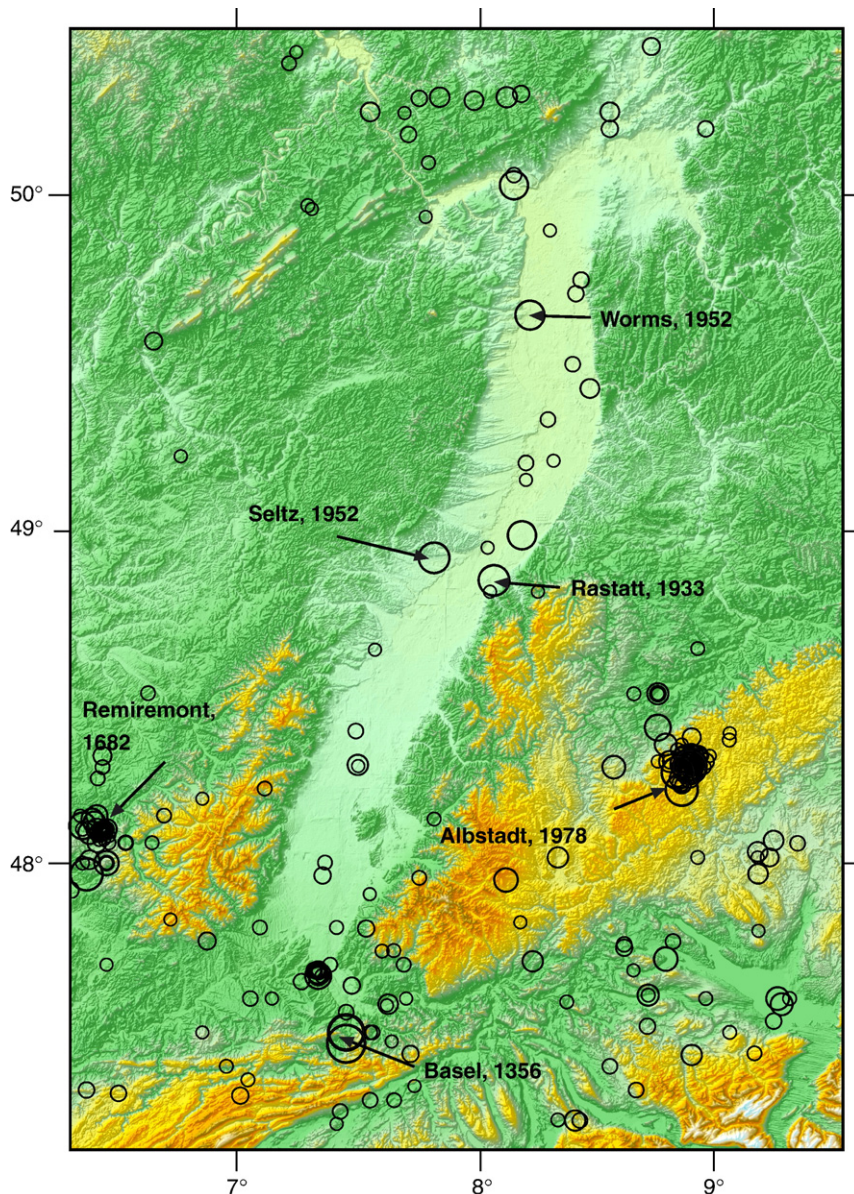 50°
Worms, 1952
Seltz, 1952
49°
Rastatt, 1933
Remiremont,
1682
Albstadt, 1978
48°
Basel, 1356
7°
8°
9°